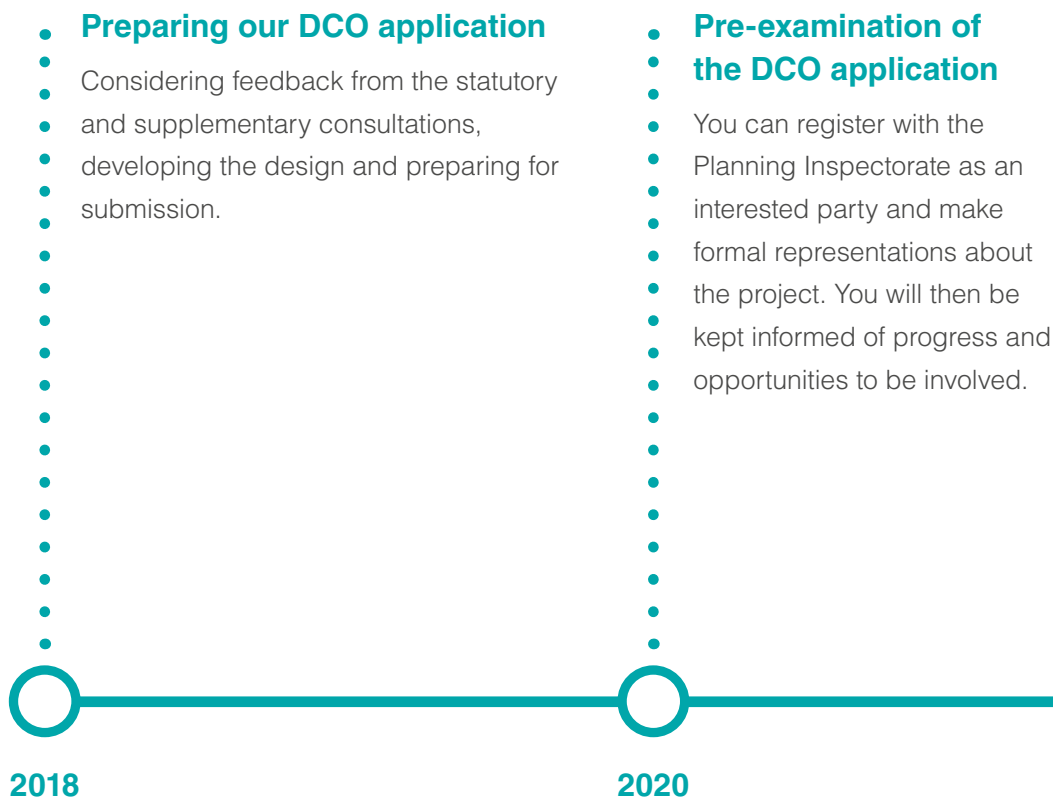 Preparing our DCO application
Considering feedback from the statutory
and supplementary consultations,
developing the design and preparing for
submission.
2018
Pre-examination of
the DCO application
You can register with the
Planning Inspectorate as an
interested party and make
formal representations about
the project. You will then be
kept informed of progress and
opportunities to be involved.
2020